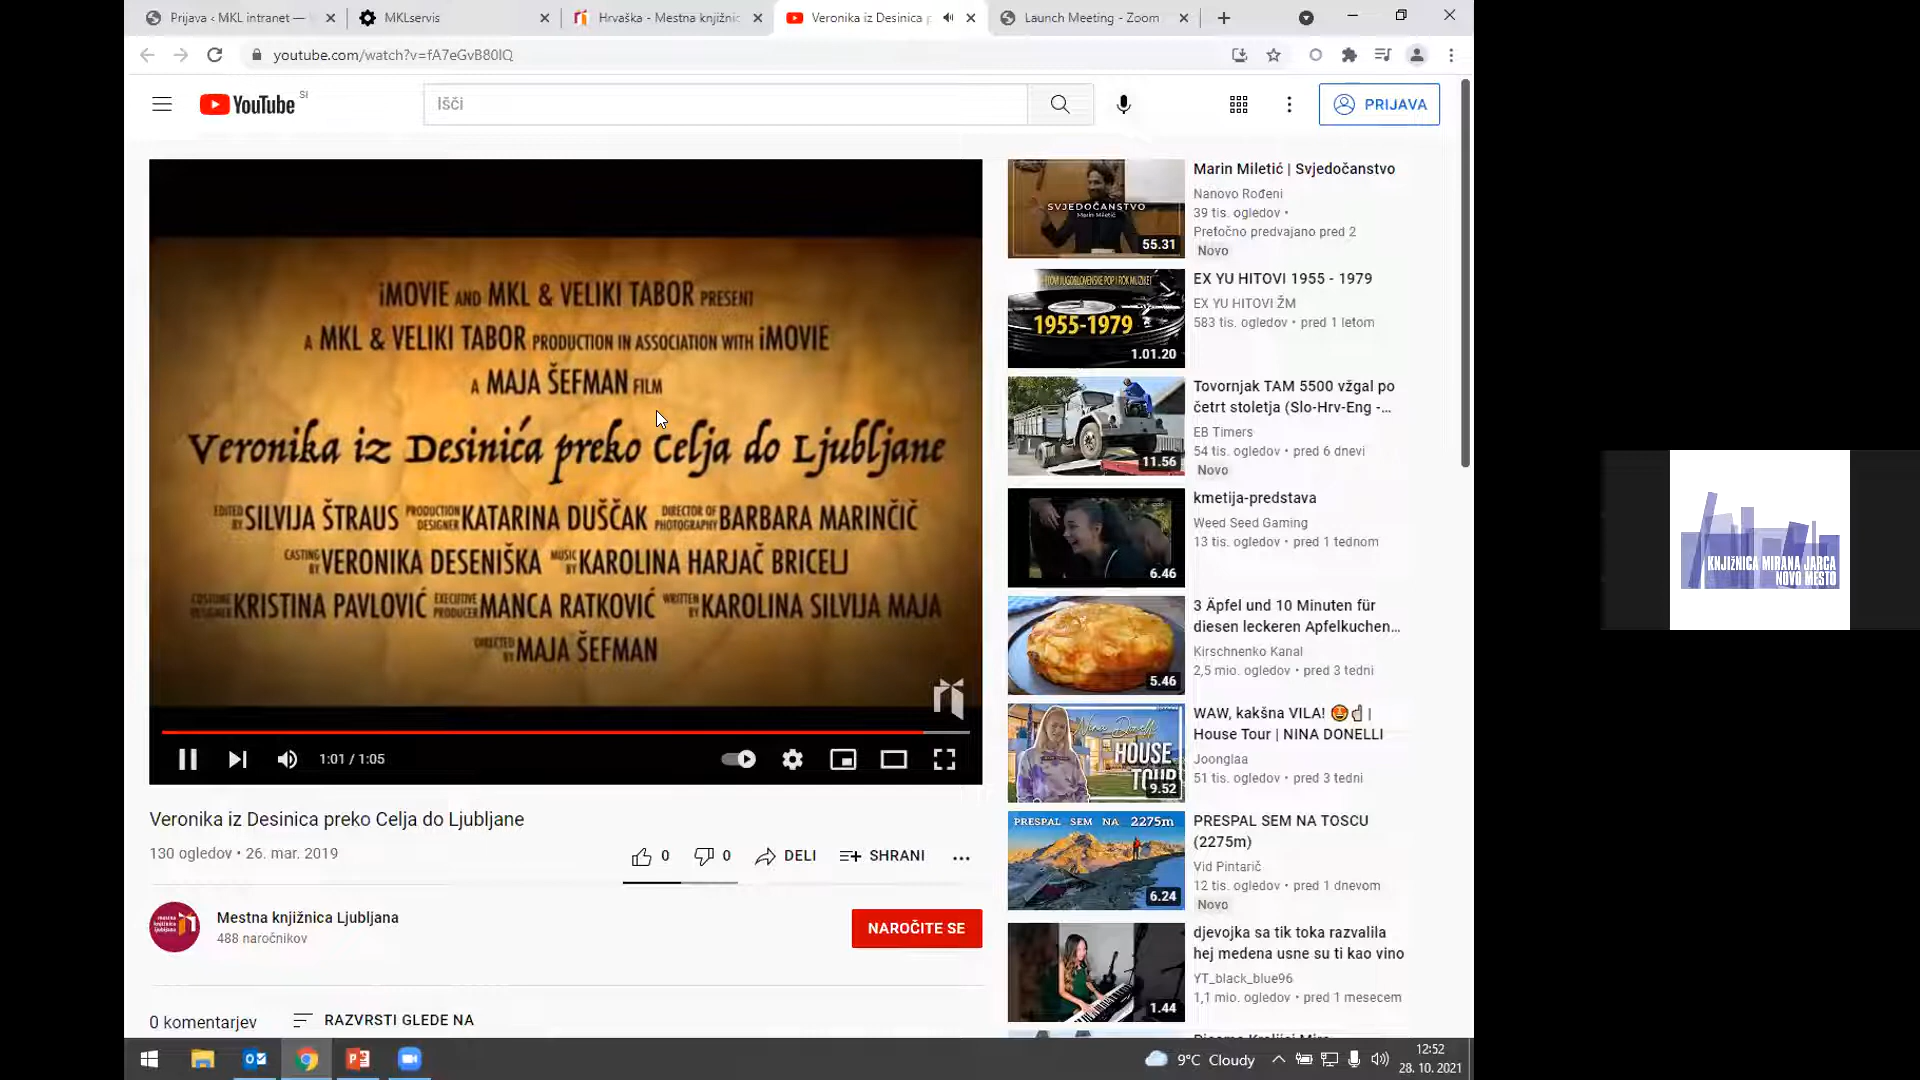 Prijava ‹ MKL intranet —
MKLservis
Hrvaška - Mestna knjižnic
Veronika iz Desinica p
Launch Meeting - Zoom
youtube.com/watch?v=fA7eGvB80lQ
YouTube SI
Išči
PRIJAVA
iMOVIE AND MKL & VELIKI TABOR PRESENT
A MKL & VELIKI TABOR PRODUCTION IN ASSOCIATION WITH iMOVIE
A MAJA ŠEFMAN FILM
Veronika iz Desinića preko Celja do Ljubljane
EDITED BY SILVIJA ŠTRAUS PRODUCTION DESIGNER KATARINA DUŠČAK DIRECTOR OF PHOTOGRAPHY BARBARA MARINČIČ
CASTING BY VERONIKA DESENIŠKA MUSIC BY KAROLINA HARJAČ BRICELJ
COSTUME DESIGNER KRISTINA PAVLOVIĆ EXECUTIVE PRODUCER MANCA RATKOVIĆ WRITTEN BY KAROLINA SILVIJA MAJA
DIRECTED BY MAJA ŠEFMAN
1:01 / 1:05
Veronika iz Desinica preko Celja do Ljubljane
130 ogledov • 26. mar. 2019
0
0
DELI
SHRANI
Mestna knjižnica Ljubljana
488 naročnikov
NAROČITE SE
0 komentarjev
RAZVRSTI GLEDE NA
SVJEDOČANSTVO
Marin Miletić
55.31
Marin Miletić | Svjedočanstvo
Nanovo Rođeni
39 tis. ogledov •
Pretočno predvajano pred 2
Novo
1955-1979
1.01.20
EX YU HITOVI 1955 - 1979
EX YU HITOVI ŽM
583 tis. ogledov • pred 1 letom
11.56
Tovornjak TAM 5500 vžgal po
četrt stoletja (Slo-Hrv-Eng -...
EB Timers
54 tis. ogledov • pred 6 dnevi
Novo
6.46
kmetija-predstava
Weed Seed Gaming
13 tis. ogledov • pred 1 tednom
5.46
3 Äpfel und 10 Minuten für
diesen leckeren Apfelkuchen...
Kirschnenko Kanal
2,5 mio. ogledov • pred 3 tedni
Nina Donelli
HOUSE
TOUR
9.52
WAW, kakšna VILA! 🤩☝ |
House Tour | NINA DONELLI
Joonglaa
51 tis. ogledov • pred 3 tedni
PRESPAL SEM NA 2275m
6.24
PRESPAL SEM NA TOSCU
(2275m)
Vid Pintarič
12 tis. ogledov • pred 1 dnevom
Novo
1.44
djevojka sa tik toka razvalila
hej medena usne su ti kao vino
YT_black_blue96
1,1 mio. ogledov • pred 1 mesecem
KNJIŽNICA MIRANA JARCA
NOVO MESTO
9°C Cloudy
12:52
28. 10. 2021